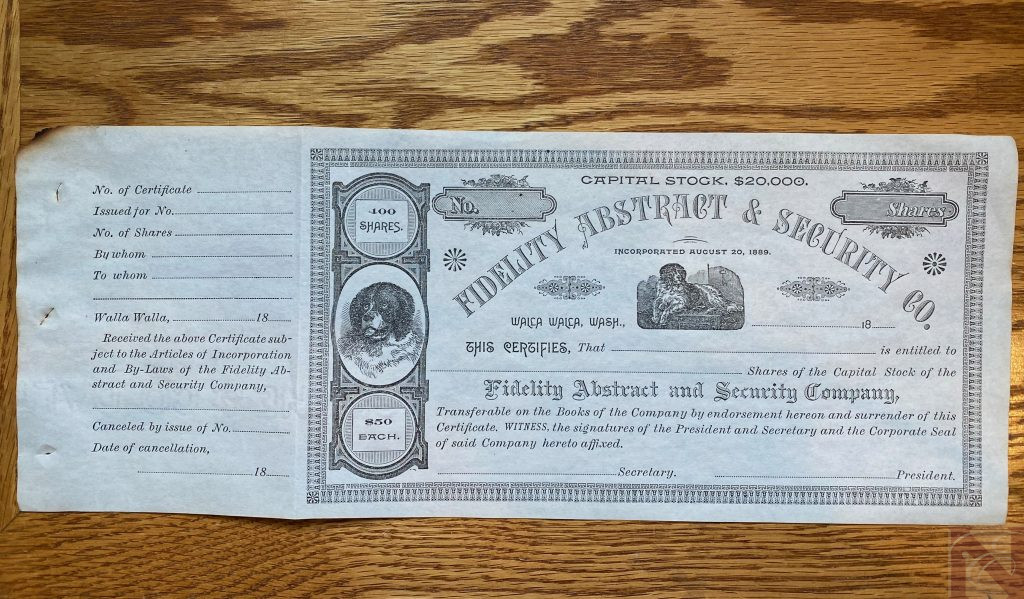 No. of Certificate
Issued for No.
No. of Shares
By whom
To whom
Walla Walla, 18
Received the above Certificate sub-
ject to the Articles of Incorporation
and By-Laws of the Fidelity Ab-
stract and Security Company,
Canceled by issue of No.
Date of cancellation,
18
400
SHARES.
$50
EACH.
CAPITAL STOCK, $20,000.
No.
Shares
FIDELITY ABSTRACT & SECURITY CO.
INCORPORATED AUGUST 20, 1889.
WALLA WALLA, WASH., 18
THIS CERTIFIES, That is entitled to
Shares of the Capital Stock of the
Fidelity Abstract and Security Company,
Transferable on the Books of the Company by endorsement hereon and surrender of this
Certificate. WITNESS, the signatures of the President and Secretary and the Corporate Seal
of said Company hereto affixed.
Secretary. President.